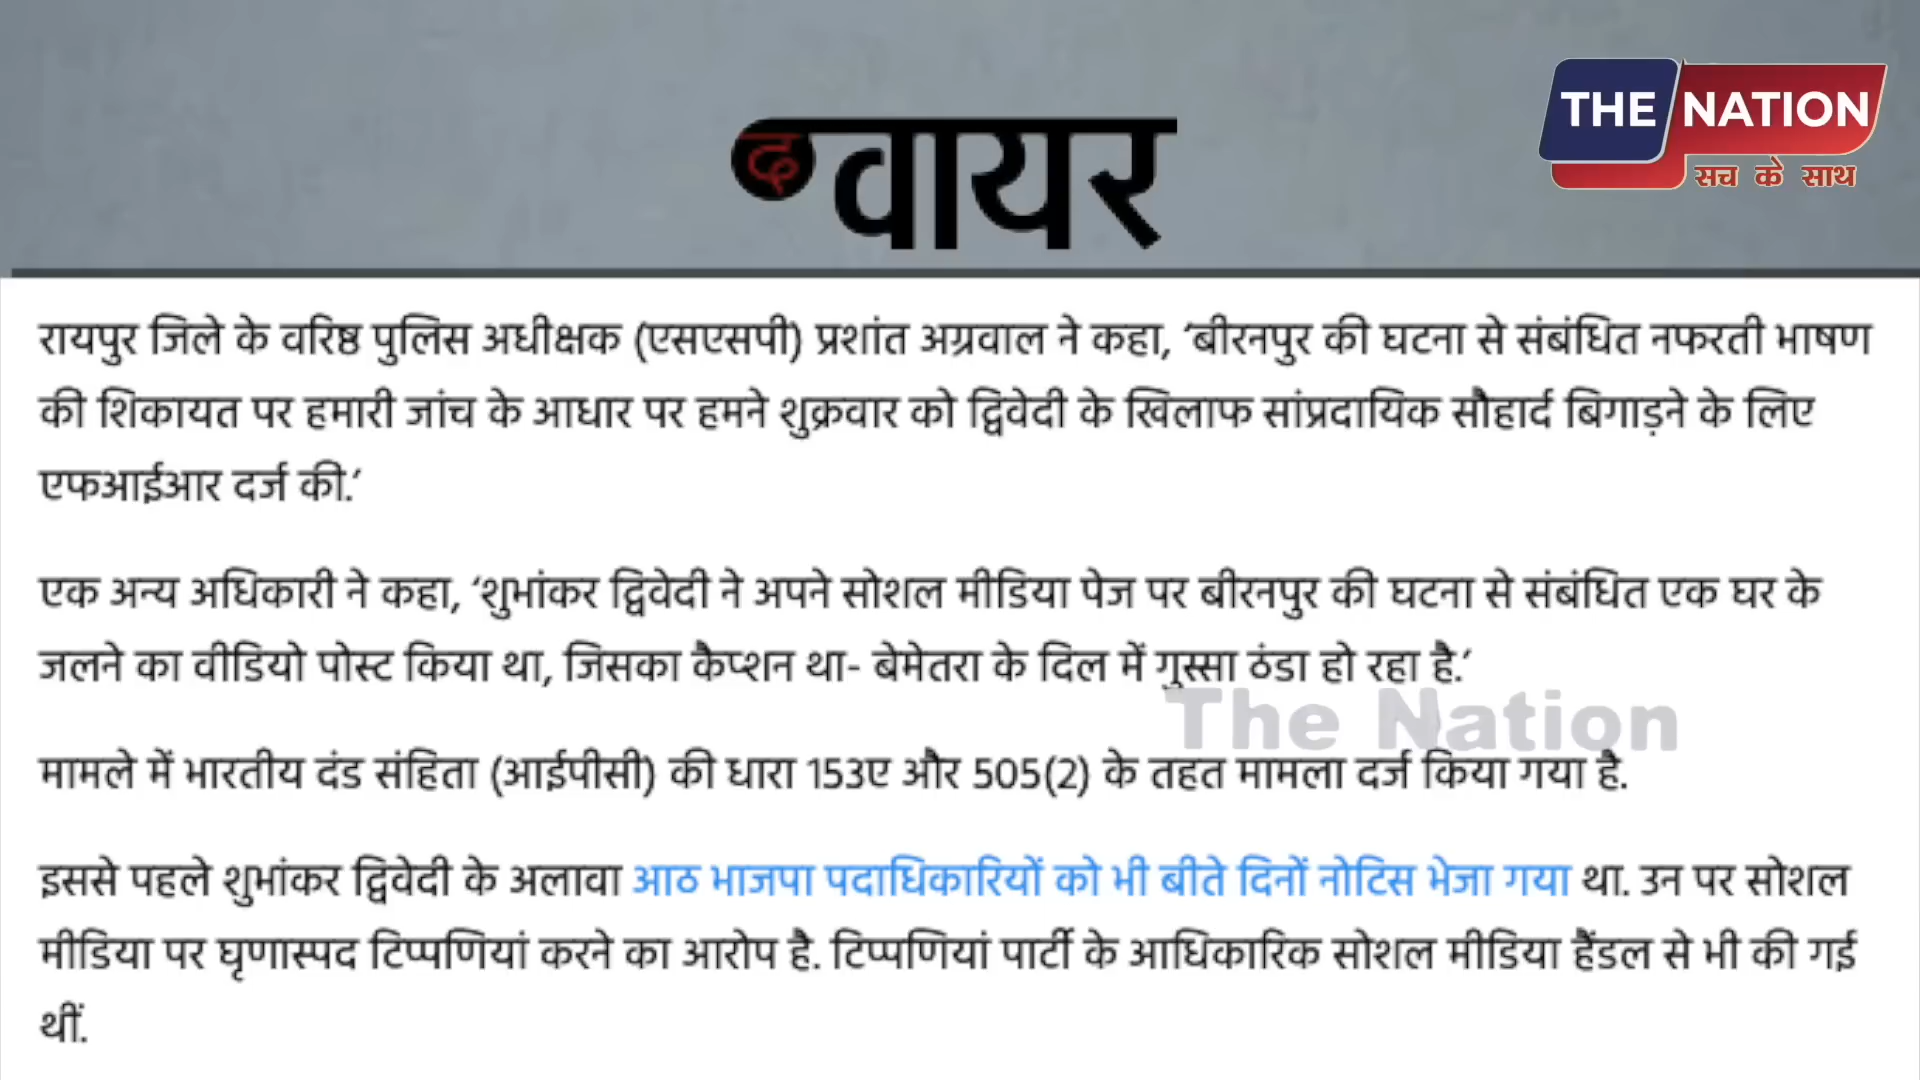 THE NATION
सच के साथ
द वायर
रायपुर जिले के वरिष्ठ पुलिस अधीक्षक (एसएसपी) प्रशांत अग्रवाल ने कहा, ‘बीरनपुर की घटना से संबंधित नफरती भाषण
की शिकायत पर हमारी जांच के आधार पर हमने शुक्रवार को द्विवेदी के खिलाफ सांप्रदायिक सौहार्द बिगाड़ने के लिए
एफआईआर दर्ज की.’
एक अन्य अधिकारी ने कहा, ‘शुभांकर द्विवेदी ने अपने सोशल मीडिया पेज पर बीरनपुर की घटना से संबंधित एक घर के
जलने का वीडियो पोस्ट किया था, जिसका कैप्शन था- बेमेतरा के दिल में गुस्सा ठंडा हो रहा है.’
The Nation
मामले में भारतीय दंड संहिता (आईपीसी) की धारा 153ए और 505(2) के तहत मामला दर्ज किया गया है.
इससे पहले शुभांकर द्विवेदी के अलावा आठ भाजपा पदाधिकारियों को भी बीते दिनों नोटिस भेजा गया था. उन पर सोशल
मीडिया पर घृणास्पद टिप्पणियां करने का आरोप है. टिप्पणियां पार्टी के आधिकारिक सोशल मीडिया हैंडल से भी की गई
थीं.